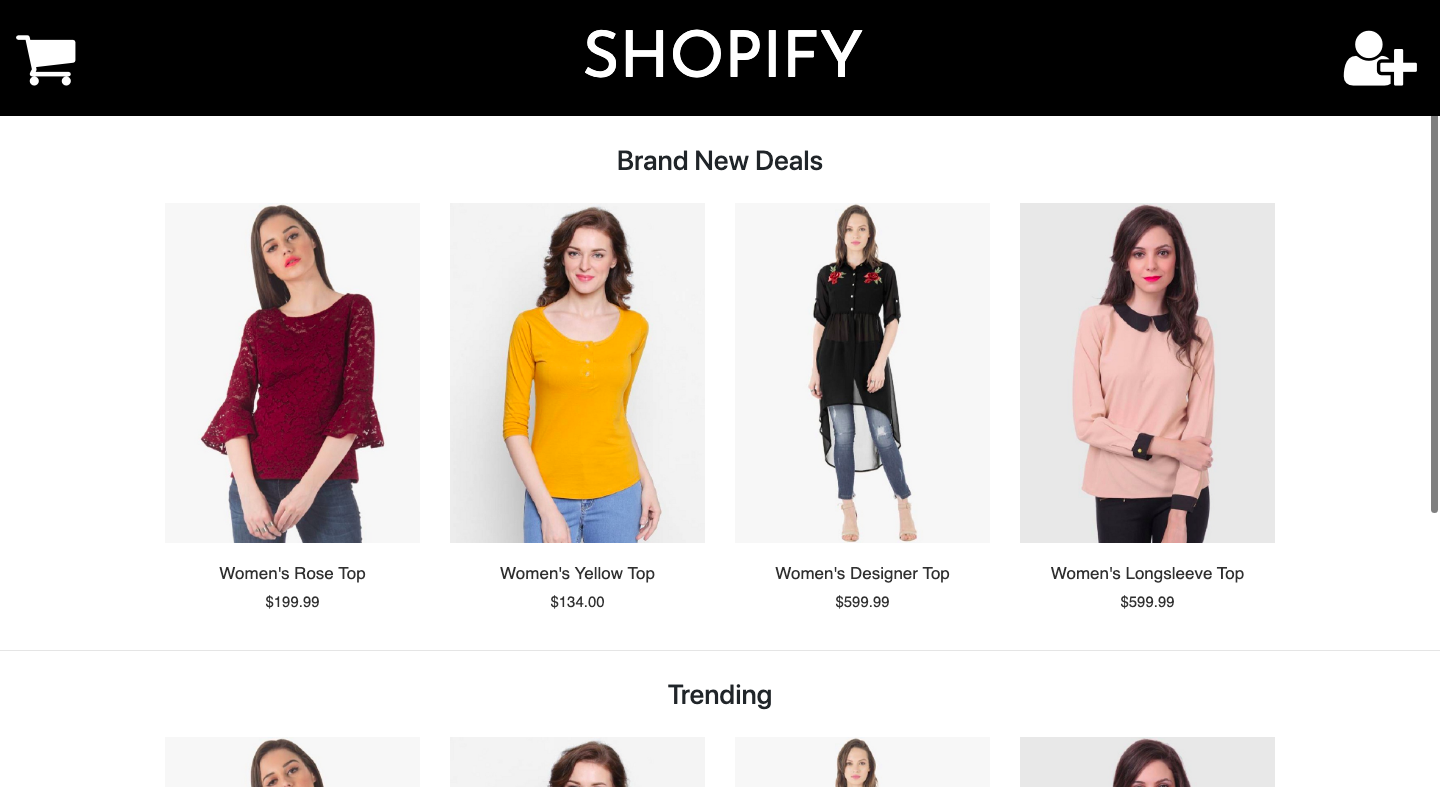 SHOPIFY
Brand New Deals
Women's Rose Top
Women's Yellow Top
Women's Designer Top
Women's Longsleeve Top
$199.99
$134.00
$599.99
$599.99
Trending